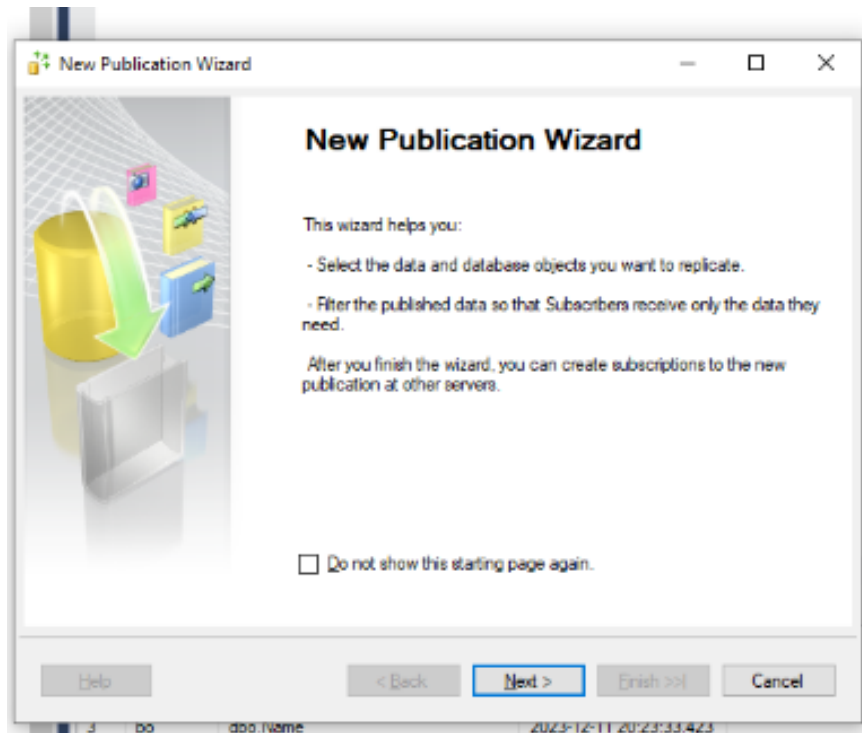 New Publication Wizard
New Publication Wizard
This wizard helps you:
- Select the data and database objects you want to replicate.
- Filter the published data so that Subscribers receive only the data they
need.
After you finish the wizard, you can create subscriptions to the new
publication at other servers.
Do not show this starting page again.
Help
< Back
Next >
Finish >>|
Cancel
3 bo dbo.Name 2023-12-11 20:23:33.423